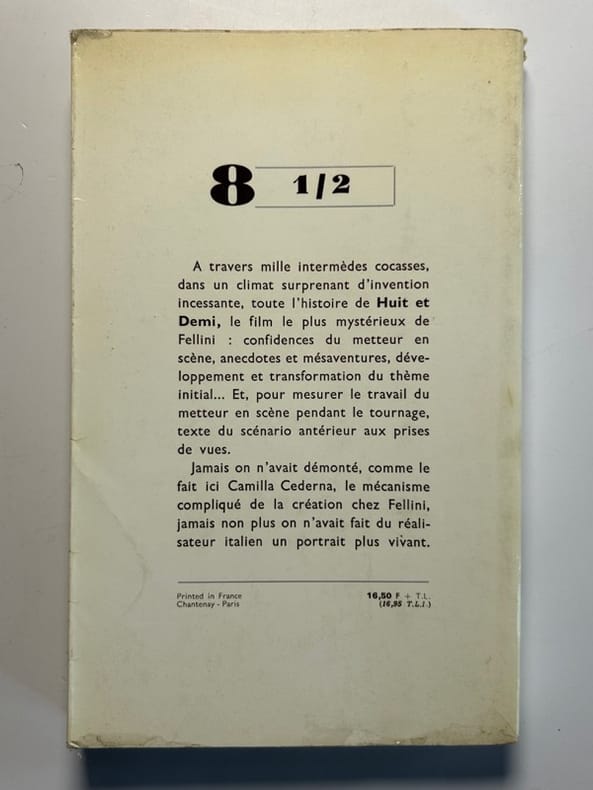 8 1/2
A travers mille intermèdes cocasses,
dans un climat surprenant d'invention
incessante, toute l'histoire de Huit et
Demi, le film le plus mystérieux de
Fellini : confidences du metteur en
scène, anecdotes et mésaventures, déve-
loppement et transformation du thème
initial... Et, pour mesurer le travail du
metteur en scène pendant le tournage,
texte du scénario antérieur aux prises
de vues.
Jamais on n'avait démonté, comme le
fait ici Camilla Cederna, le mécanisme
compliqué de la création chez Fellini,
jamais non plus on n'avait fait du réali-
sateur italien un portrait plus vivant.
Printed in France
Chantenay - Paris
16,50 F + T.L.
(16,95 T.L.I.)